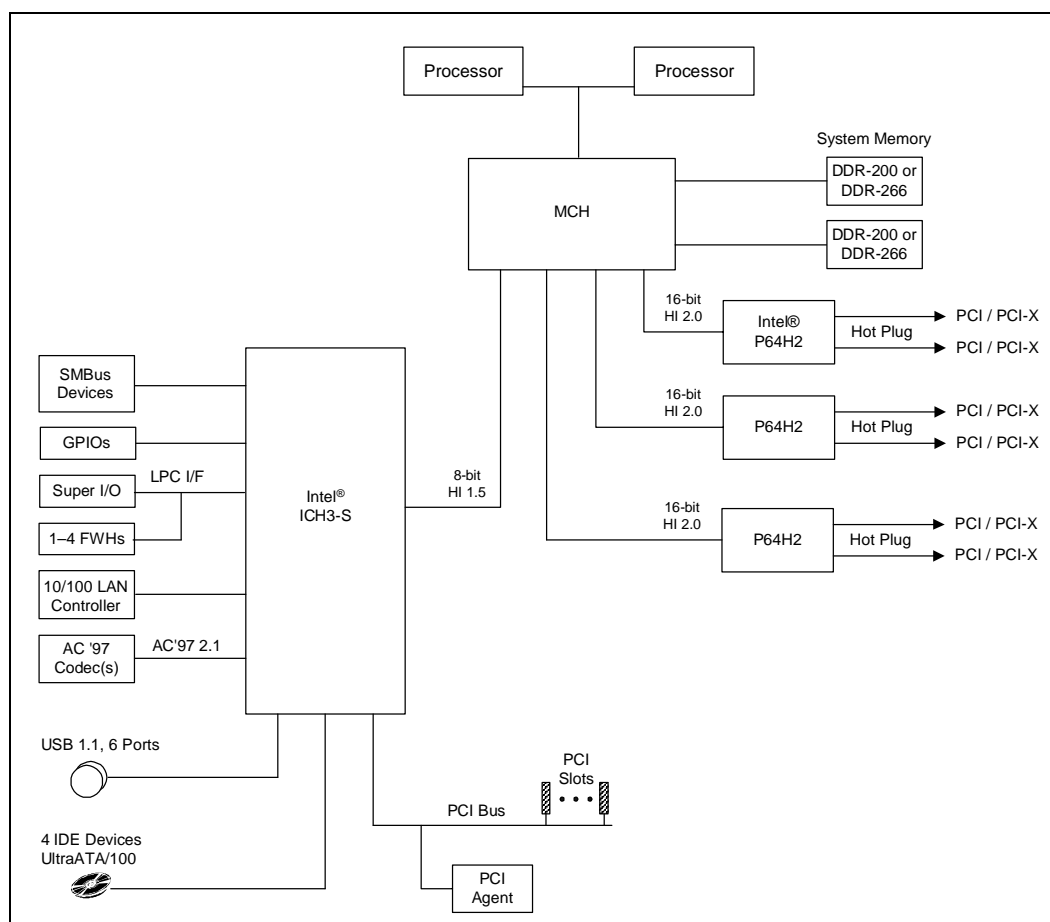 Processor
Processor
System Memory
DDR-200 or
DDR-266
MCH
DDR-200 or
DDR-266
16-bit
HI 2.0
Intel®
P64H2
Hot Plug
PCI / PCI-X
PCI / PCI-X
SMBus
Devices
16-bit
HI 2.0
P64H2
Hot Plug
PCI / PCI-X
PCI / PCI-X
GPIOs
LPC I/F
Super I/O
Intel®
ICH3-S
8-bit
HI 1.5
16-bit
HI 2.0
P64H2
Hot Plug
PCI / PCI-X
PCI / PCI-X
1–4 FWHs
10/100 LAN
Controller
AC '97
Codec(s)
AC'97 2.1
USB 1.1, 6 Ports
PCI
Slots
PCI Bus
4 IDE Devices
UltraATA/100
PCI
Agent